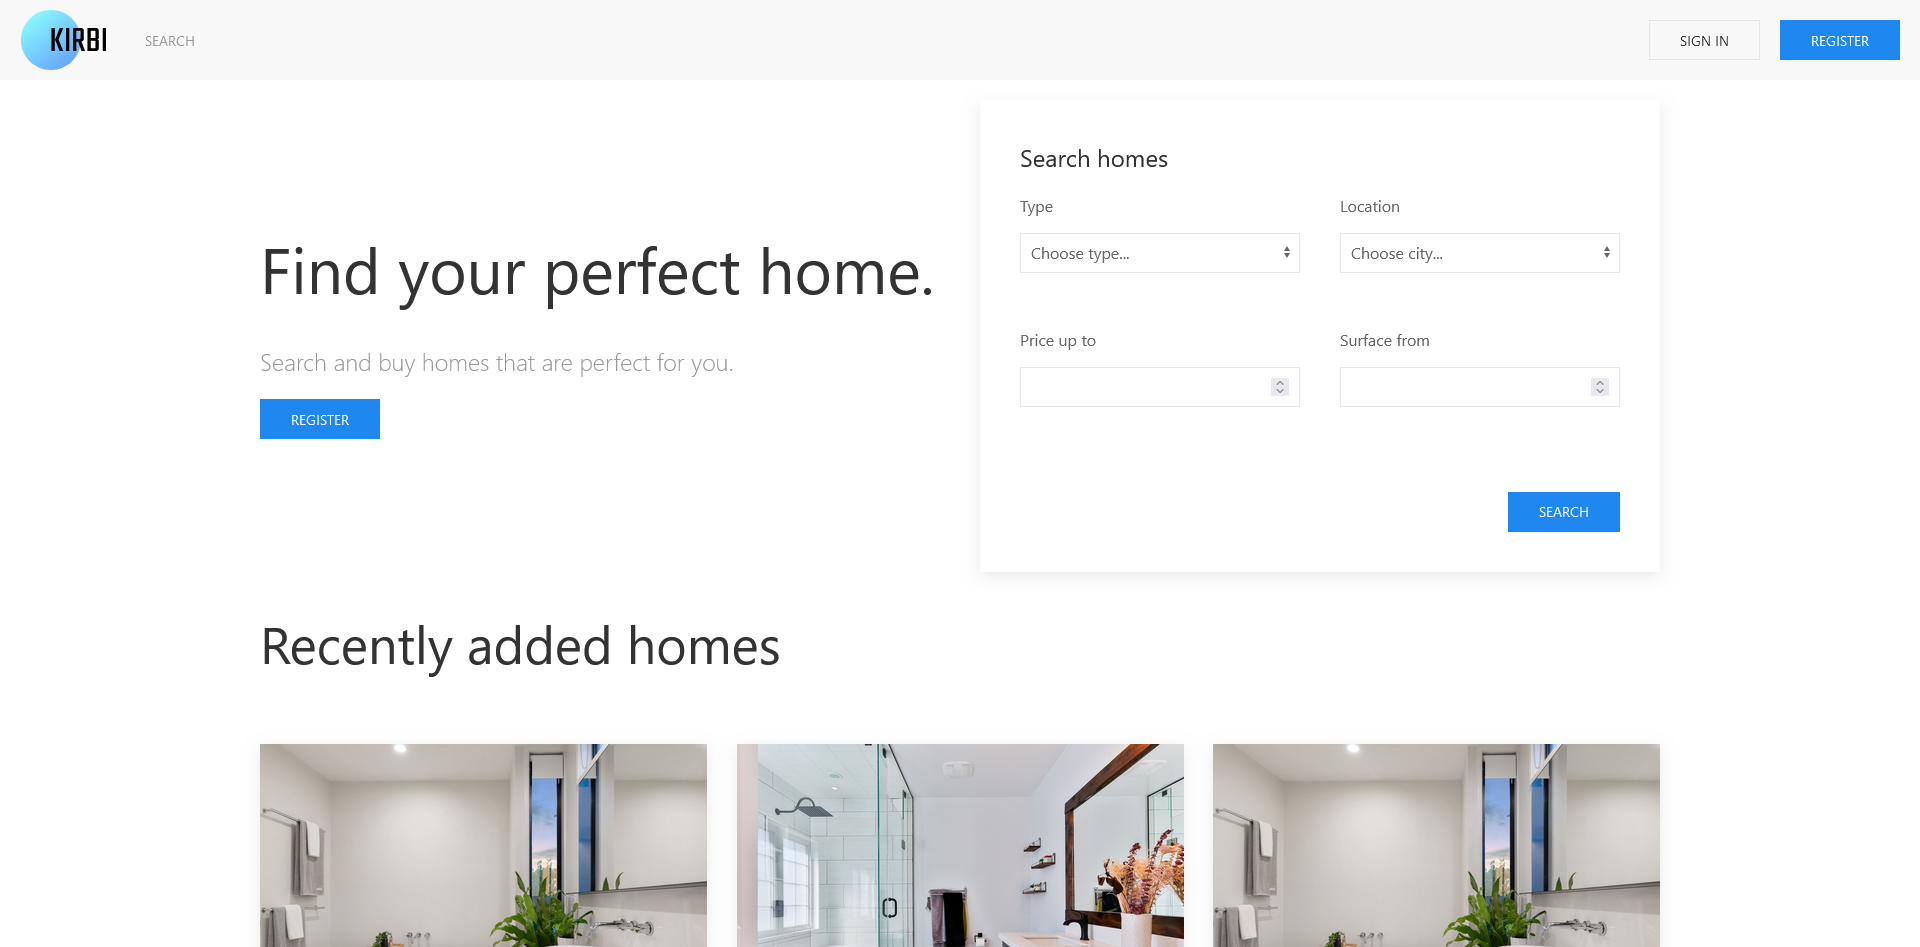 KIRBI
SEARCH
SIGN IN
REGISTER
Find your perfect home.
Search and buy homes that are perfect for you.
REGISTER
Search homes
Type
Location
Choose type...
Choose city...
Price up to
Surface from
SEARCH
Recently added homes